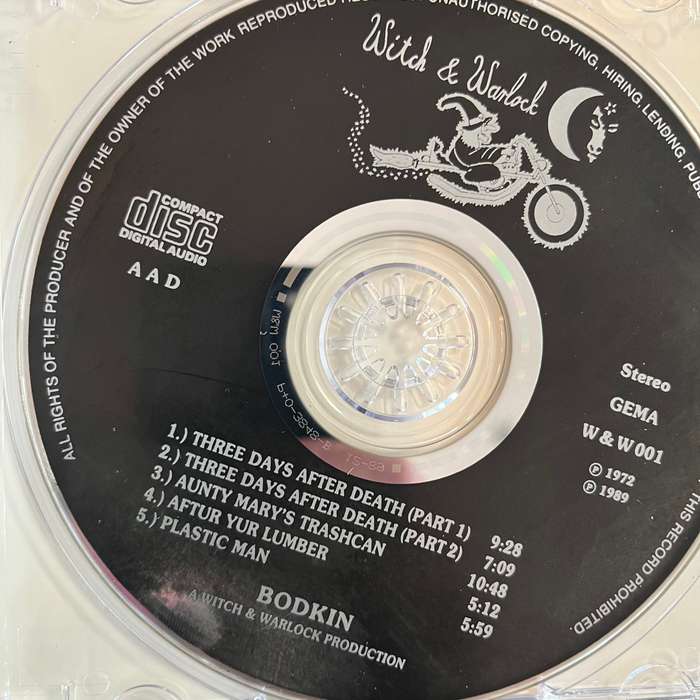 ALL RIGHTS OF THE PRODUCER AND OF THE OWNER OF THE WORK REPRODUCED UNAUTHORISED COPYING, HIRING, LENDING, PU
THIS RECORD PROHIBITED.
Witch & Warlock
COMPACT
disc
DIGITAL AUDIO
AAD
Stereo
GEMA
W & W 001
℗ 1972
℗ 1989
W&W 001
1.) THREE DAYS AFTER DEATH (PART 1) 9:28
2.) THREE DAYS AFTER DEATH (PART 2) 7:09
3.) AUNTY MARY'S TRASHCAN 10:48
4.) AFTUR YUR LUMBER 5:12
5.) PLASTIC MAN 5:59
BODKIN
A WITCH & WARLOCK PRODUCTION